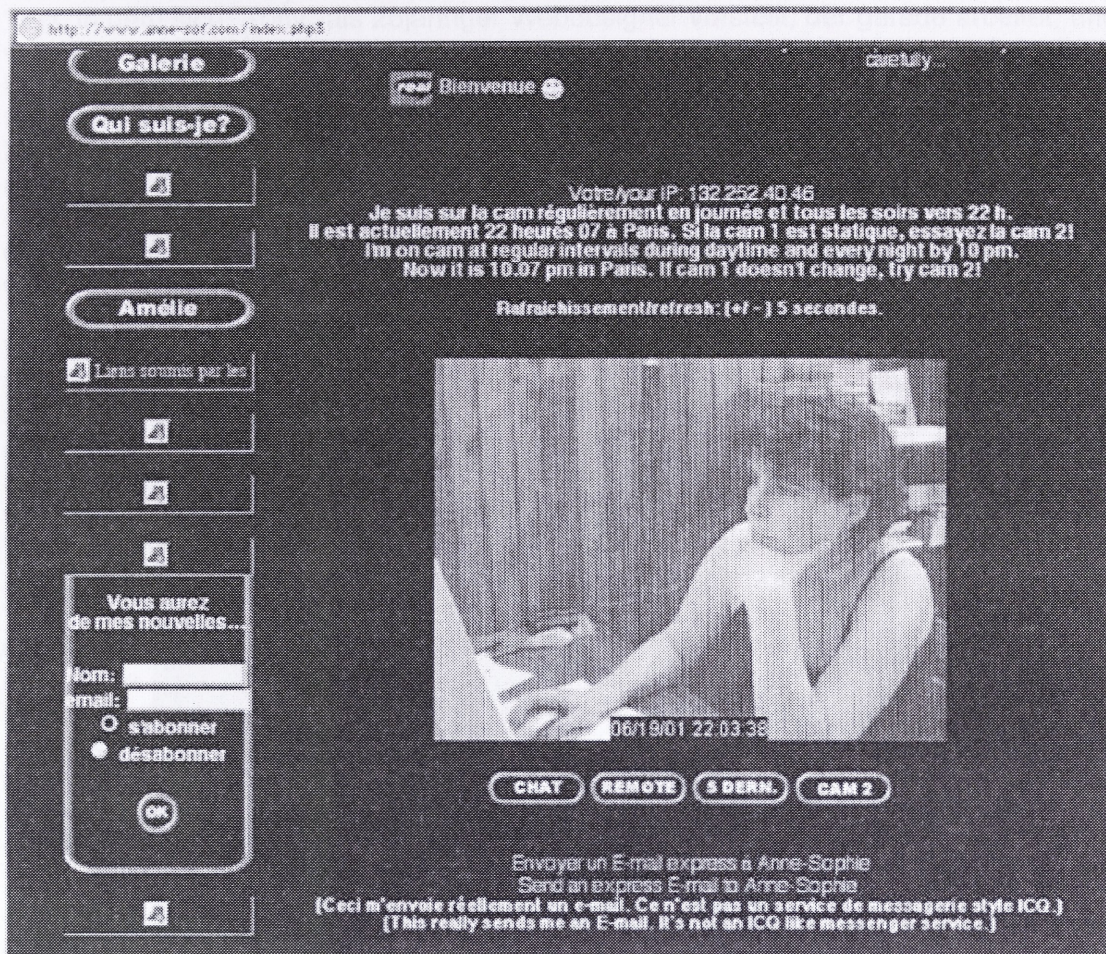 http://www.anne-sof.com/index.php3
Galerie
Qui suis-je?
Amélie
Liens soumis par les
Vous aurez
de mes nouvelles...
Nom:
email:
s'abonner
désabonner
OK
carefully...
real Bienvenue
Votre/your IP: 132.252.40.46
Je suis sur la cam régulièrement en journée et tous les soirs vers 22 h.
Il est actuellement 22 heures 07 à Paris. Si la cam 1 est statique, essayez la cam 2!
I'm on cam at regular intervals during daytime and every night by 10 pm.
Now it is 10.07 pm in Paris. If cam 1 doesn't change, try cam 2!
Rafraichissement/refresh: [+/ - ] 5 secondes.
06/19/01 22:03:38
CHAT REMOTE 5 DERN. CAM 2
Envoyer un E-mail express à Anne-Sophie
Send an express E-mail to Anne-Sophie
(Ceci m'envoie réellement un e-mail. Ce n'est pas un service de messagerie style ICQ.)
(This really sends me an E-mail. It's not an ICQ like messenger service.)